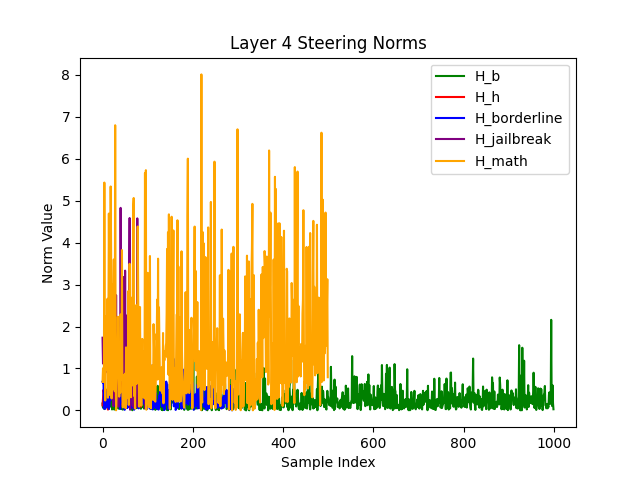 Layer 4 Steering Norms
Norm Value
8
7
6
5
4
3
2
1
0
H_b
H_h
H_borderline
H_jailbreak
H_math
0 200 400 600 800 1000
Sample Index